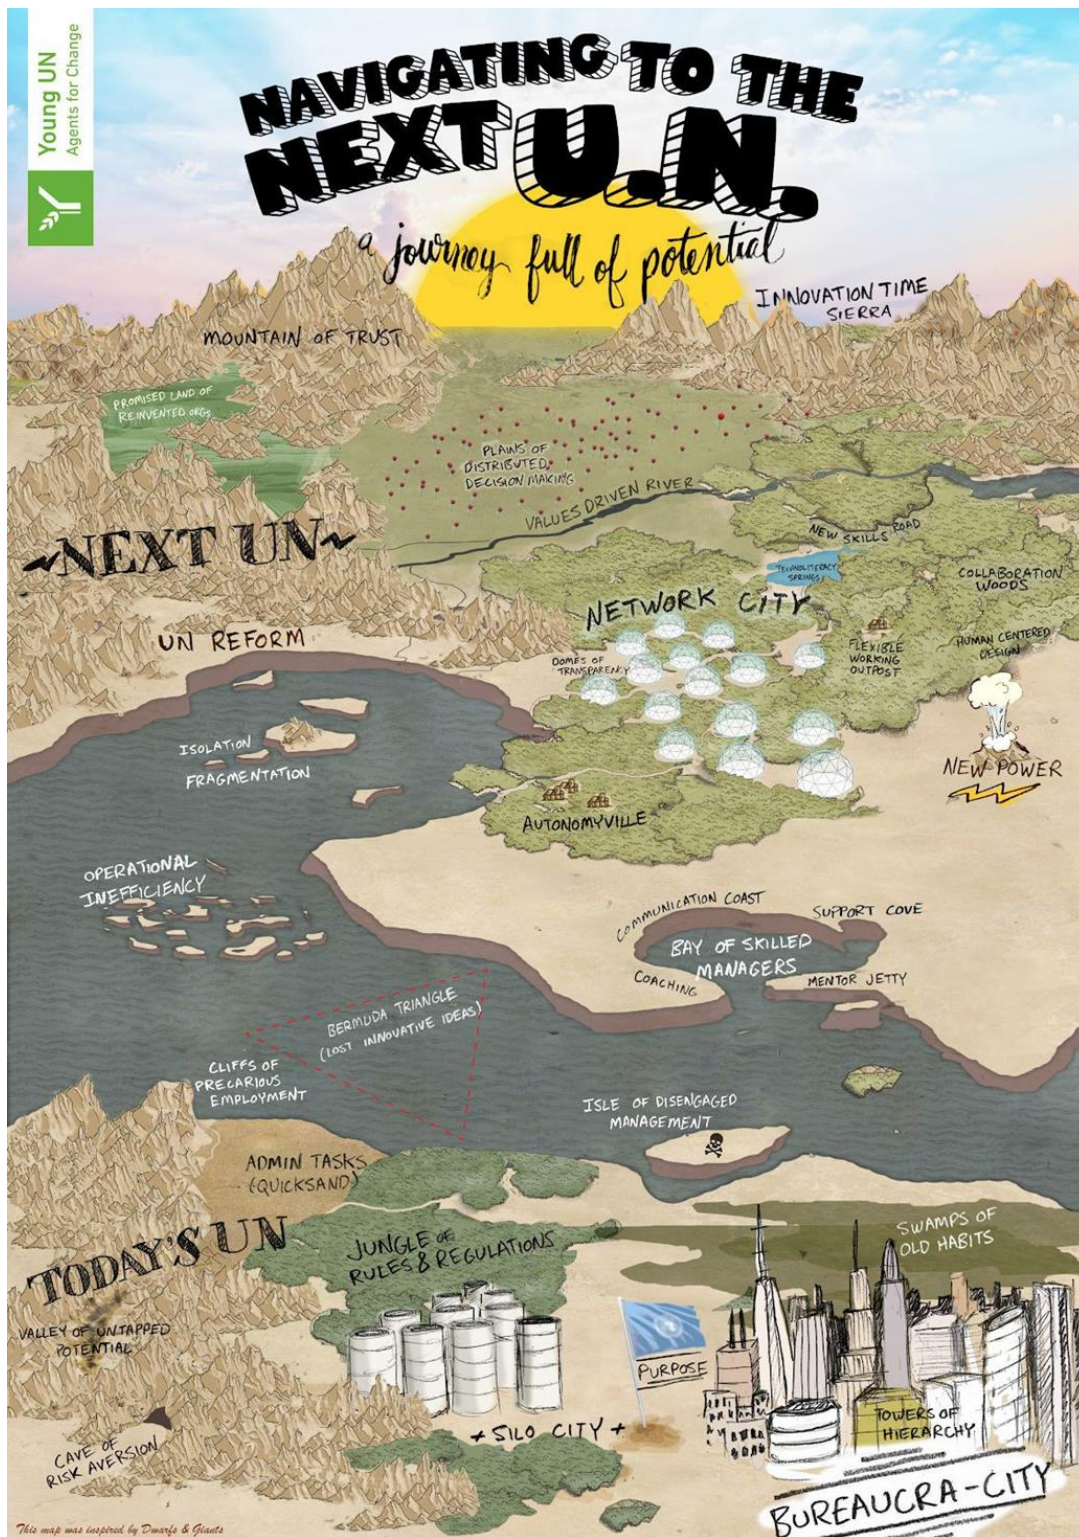 Young UN
Agents for Change
NAVIGATING TO THE
NEXT U.N.
a journey full of potential
INNOVATION TIME
SIERRA
MOUNTAIN OF TRUST
PROMISED LAND OF
REINVENTED ORGS
PLAINS OF
DISTRIBUTED
DECISION MAKING
VALUES DRIVEN RIVER
NEW SKILLS ROAD
~NEXT UN~
TECHNOLITERACY
SPRINGS
COLLABORATION
WOODS
NETWORK CITY
UN REFORM
HUMAN CENTERED
DESIGN
FLEXIBLE
WORKING
OUTPOST
DOMES OF
TRANSPARENCY
ISOLATION
FRAGMENTATION
NEW POWER
AUTONOMYVILLE
OPERATIONAL
INEFFICIENCY
COMMUNICATION COAST
SUPPORT COVE
BAY OF SKILLED
MANAGERS
COACHING
MENTOR JETTY
BERMUDA TRIANGLE
(LOST INNOVATIVE IDEAS)
CLIFFS OF
PRECARIOUS
EMPLOYMENT
ISLE OF DISENGAGED
MANAGEMENT
ADMIN TASKS
(QUICKSAND)
TODAY'S UN
JUNGLE OF
RULES & REGULATIONS
SWAMPS OF
OLD HABITS
VALLEY OF UNTAPPED
POTENTIAL
PURPOSE
TOWERS OF
HIERARCHY
+ SILO CITY +
CAVE OF
RISK AVERSION
BUREAUCRA-CITY
This map was inspired by Dwarfs & Giants